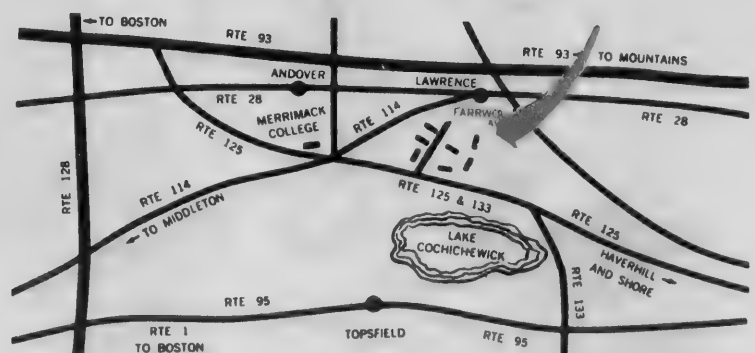 ←TO BOSTON
RTE 93
RTE 93
→ TO MOUNTAINS
ANDOVER
LAWRENCE
RTE 28
RTE 114
RTE 28
MERRIMACK
COLLEGE
RTE 125
RTE 128
RTE 114
← TO MIDDLETON
RTE 125 & 133
LAKE
COCHICHEWICK
RTE 125
HAVERHILL →
AND SHORE
RTE 133
RTE 95
RTE 1
TO BOSTON
TOPSFIELD
RTE 95